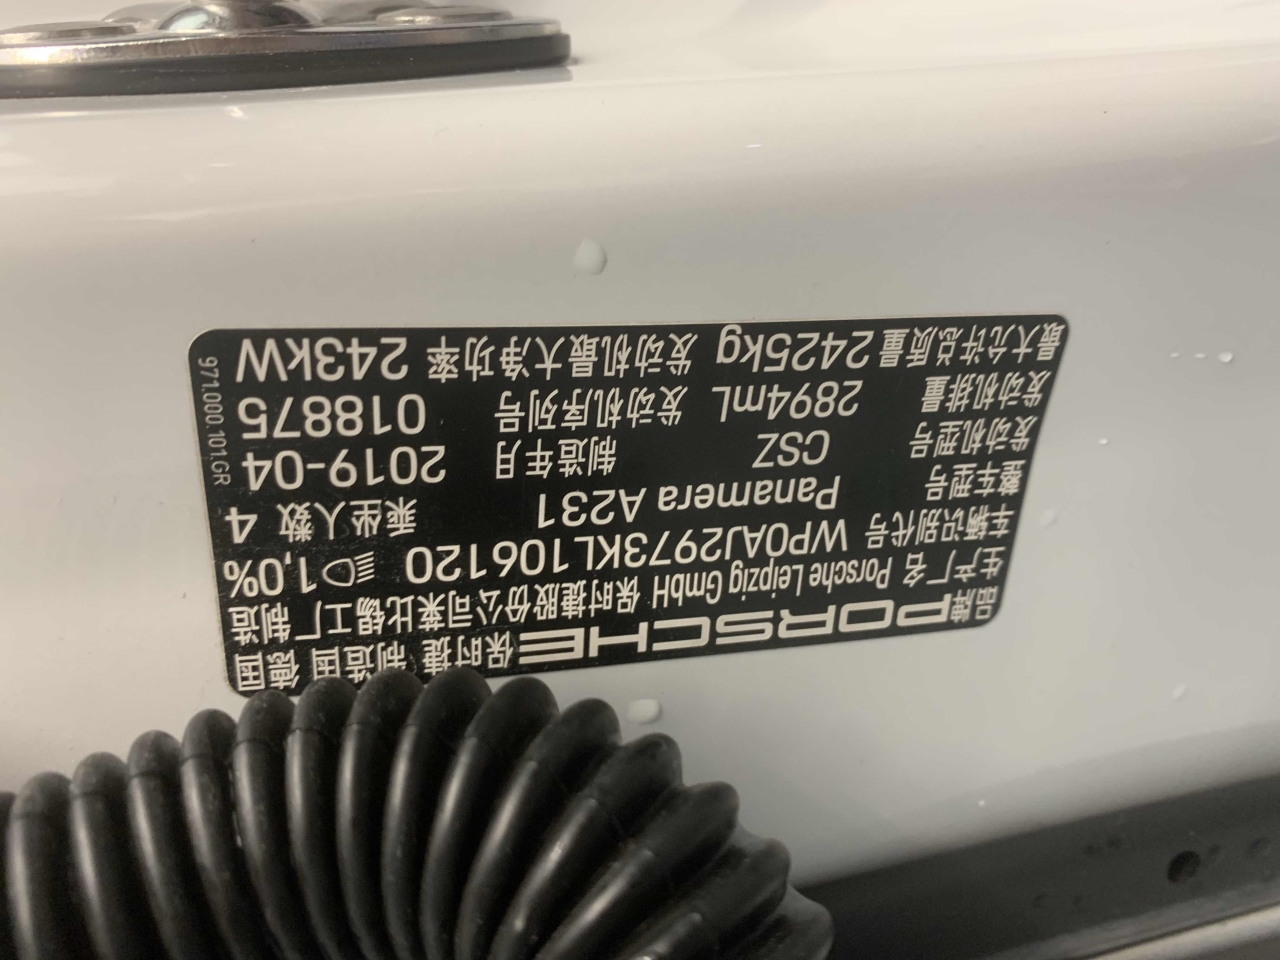 品牌 PORSCHE 保时捷 制造国 德国
生产厂名 Porsche Leipzig GmbH 保时捷股份公司莱比锡工厂 制造
车辆识别代号 WP0AJ2973KL106120 1,0%
整车型号 Panamera A231 乘坐人数 4
发动机型号 CSZ 制造年月 2019-04
发动机排量 2894mL 发动机序列号 018875
最大允许总质量 2425kg 发动机最大净功率 243kW
971.000.101.GR